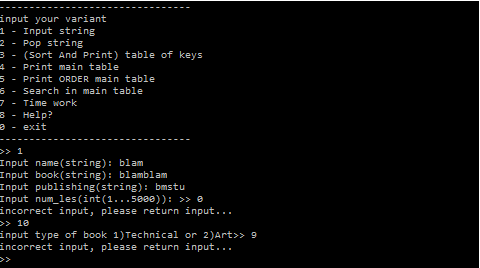 -------------------------------
input your variant
1 - Input string
2 - Pop string
3 - (Sort And Print) table of keys
4 - Print main table
5 - Print ORDER main table
6 - Search in main table
7 - Time work
8 - Help?
0 - exit
-------------------------------
>> 1
Input name(string): blam
Input book(string): blamblam
Input publishing(string): bmstu
Input num_les(int(1...5000)): >> 0
incorrect input, please return input...
>> 10
input type of book 1)Technical or 2)Art>> 9
incorrect input, please return input...
>>